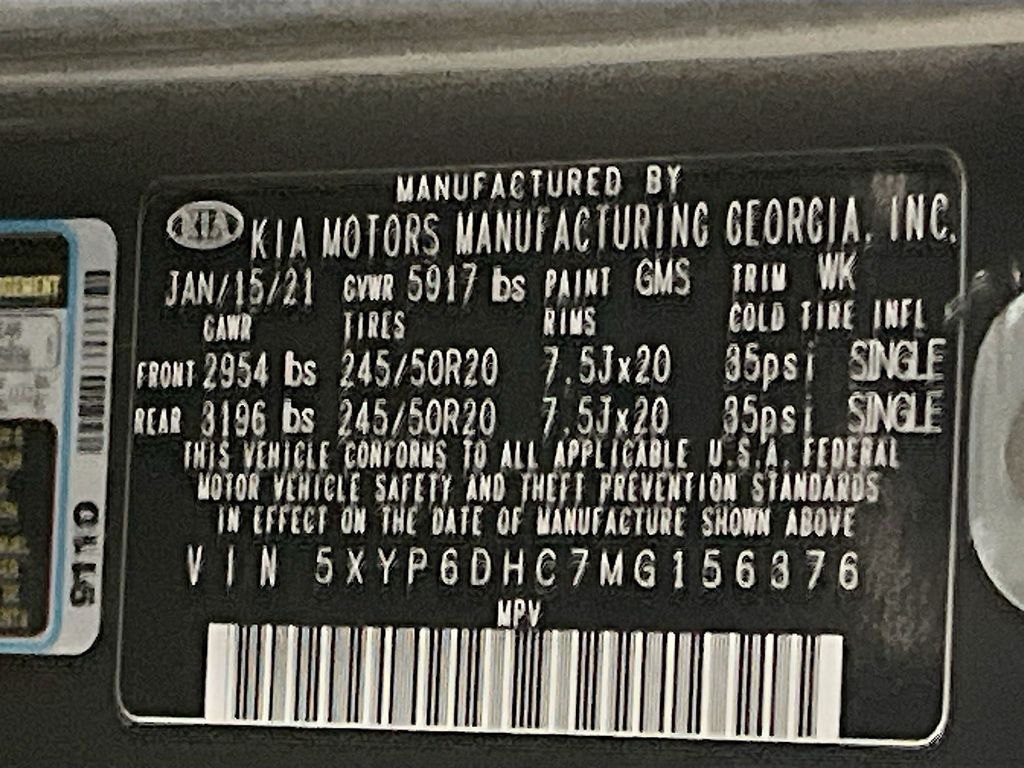 MANUFACTURED BY
KIA KIA MOTORS MANUFACTURING GEORGIA, INC.
JAN/15/21 GVWR 5917 lbs PAINT GMS TRIM WK
GAWR TIRES RIMS COLD TIRE INFL
FRONT 2954 lbs 245/50R20 7.5Jx20 35psi SINGLE
REAR 3196 lbs 245/50R20 7.5Jx20 35psi SINGLE
THIS VEHICLE CONFORMS TO ALL APPLICABLE U.S.A. FEDERAL
MOTOR VEHICLE SAFETY AND THEFT PREVENTION STANDARDS
IN EFFECT ON THE DATE OF MANUFACTURE SHOWN ABOVE
VIN 5XYP6DHC7MG156376
MPV